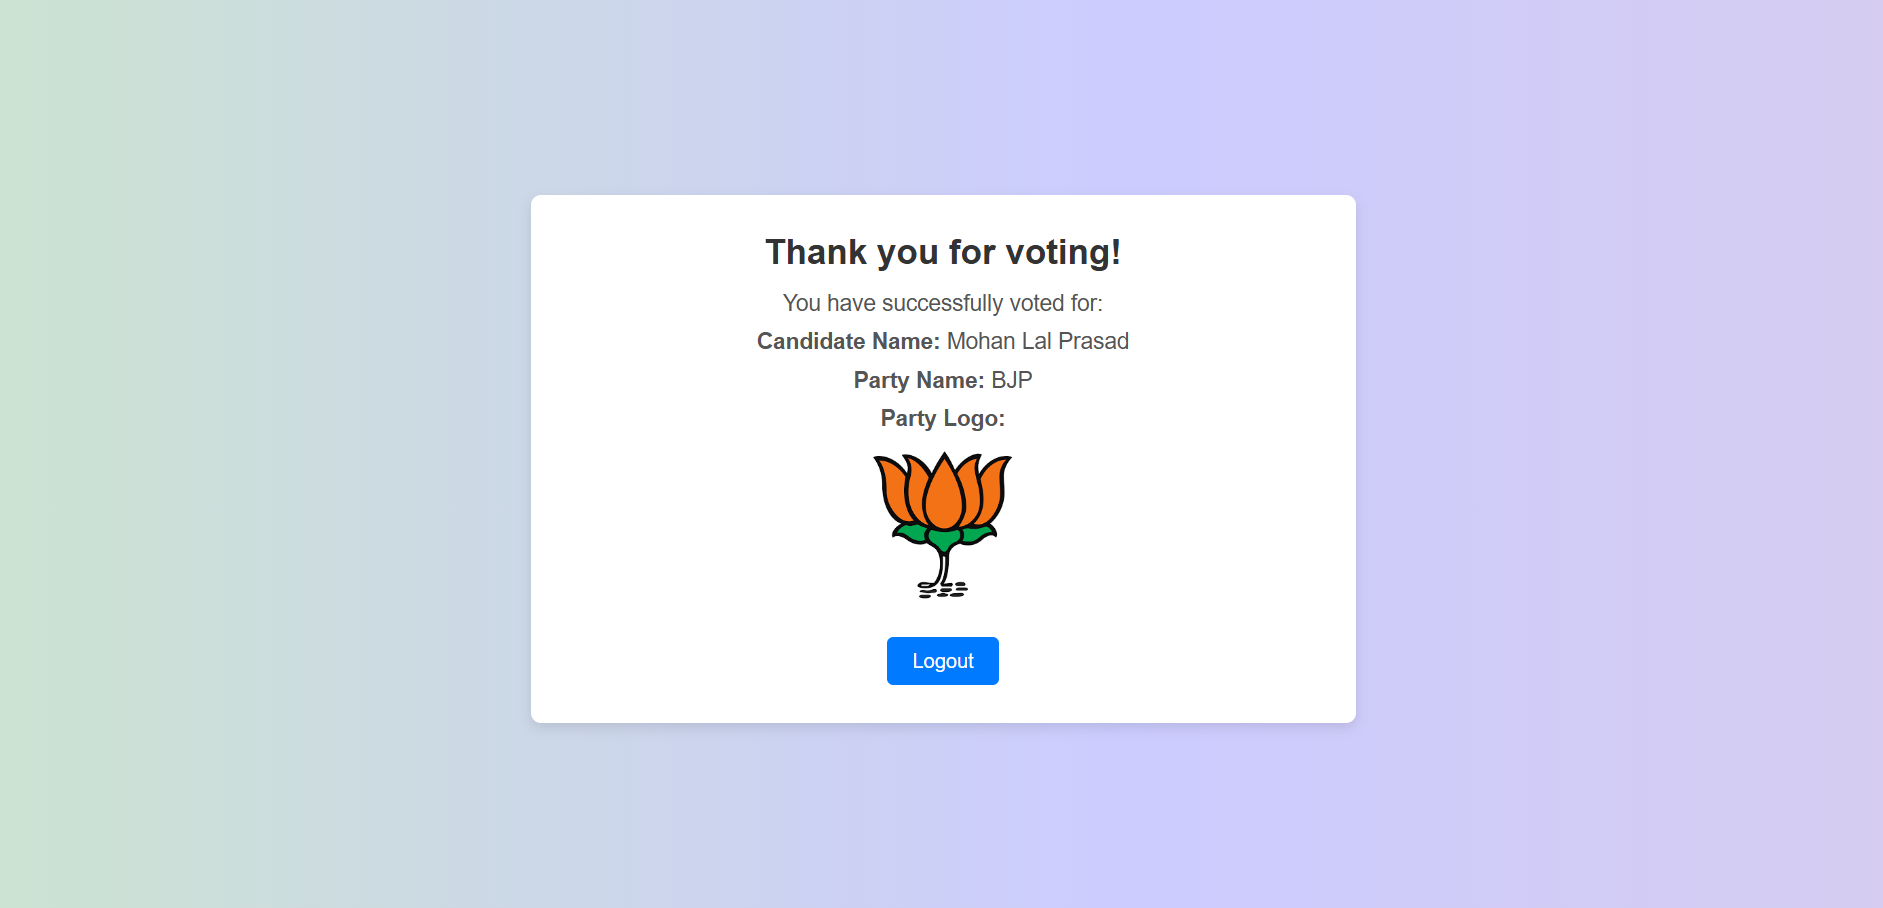 Thank you for voting!
You have successfully voted for:
Candidate Name: Mohan Lal Prasad
Party Name: BJP
Party Logo:
Logout